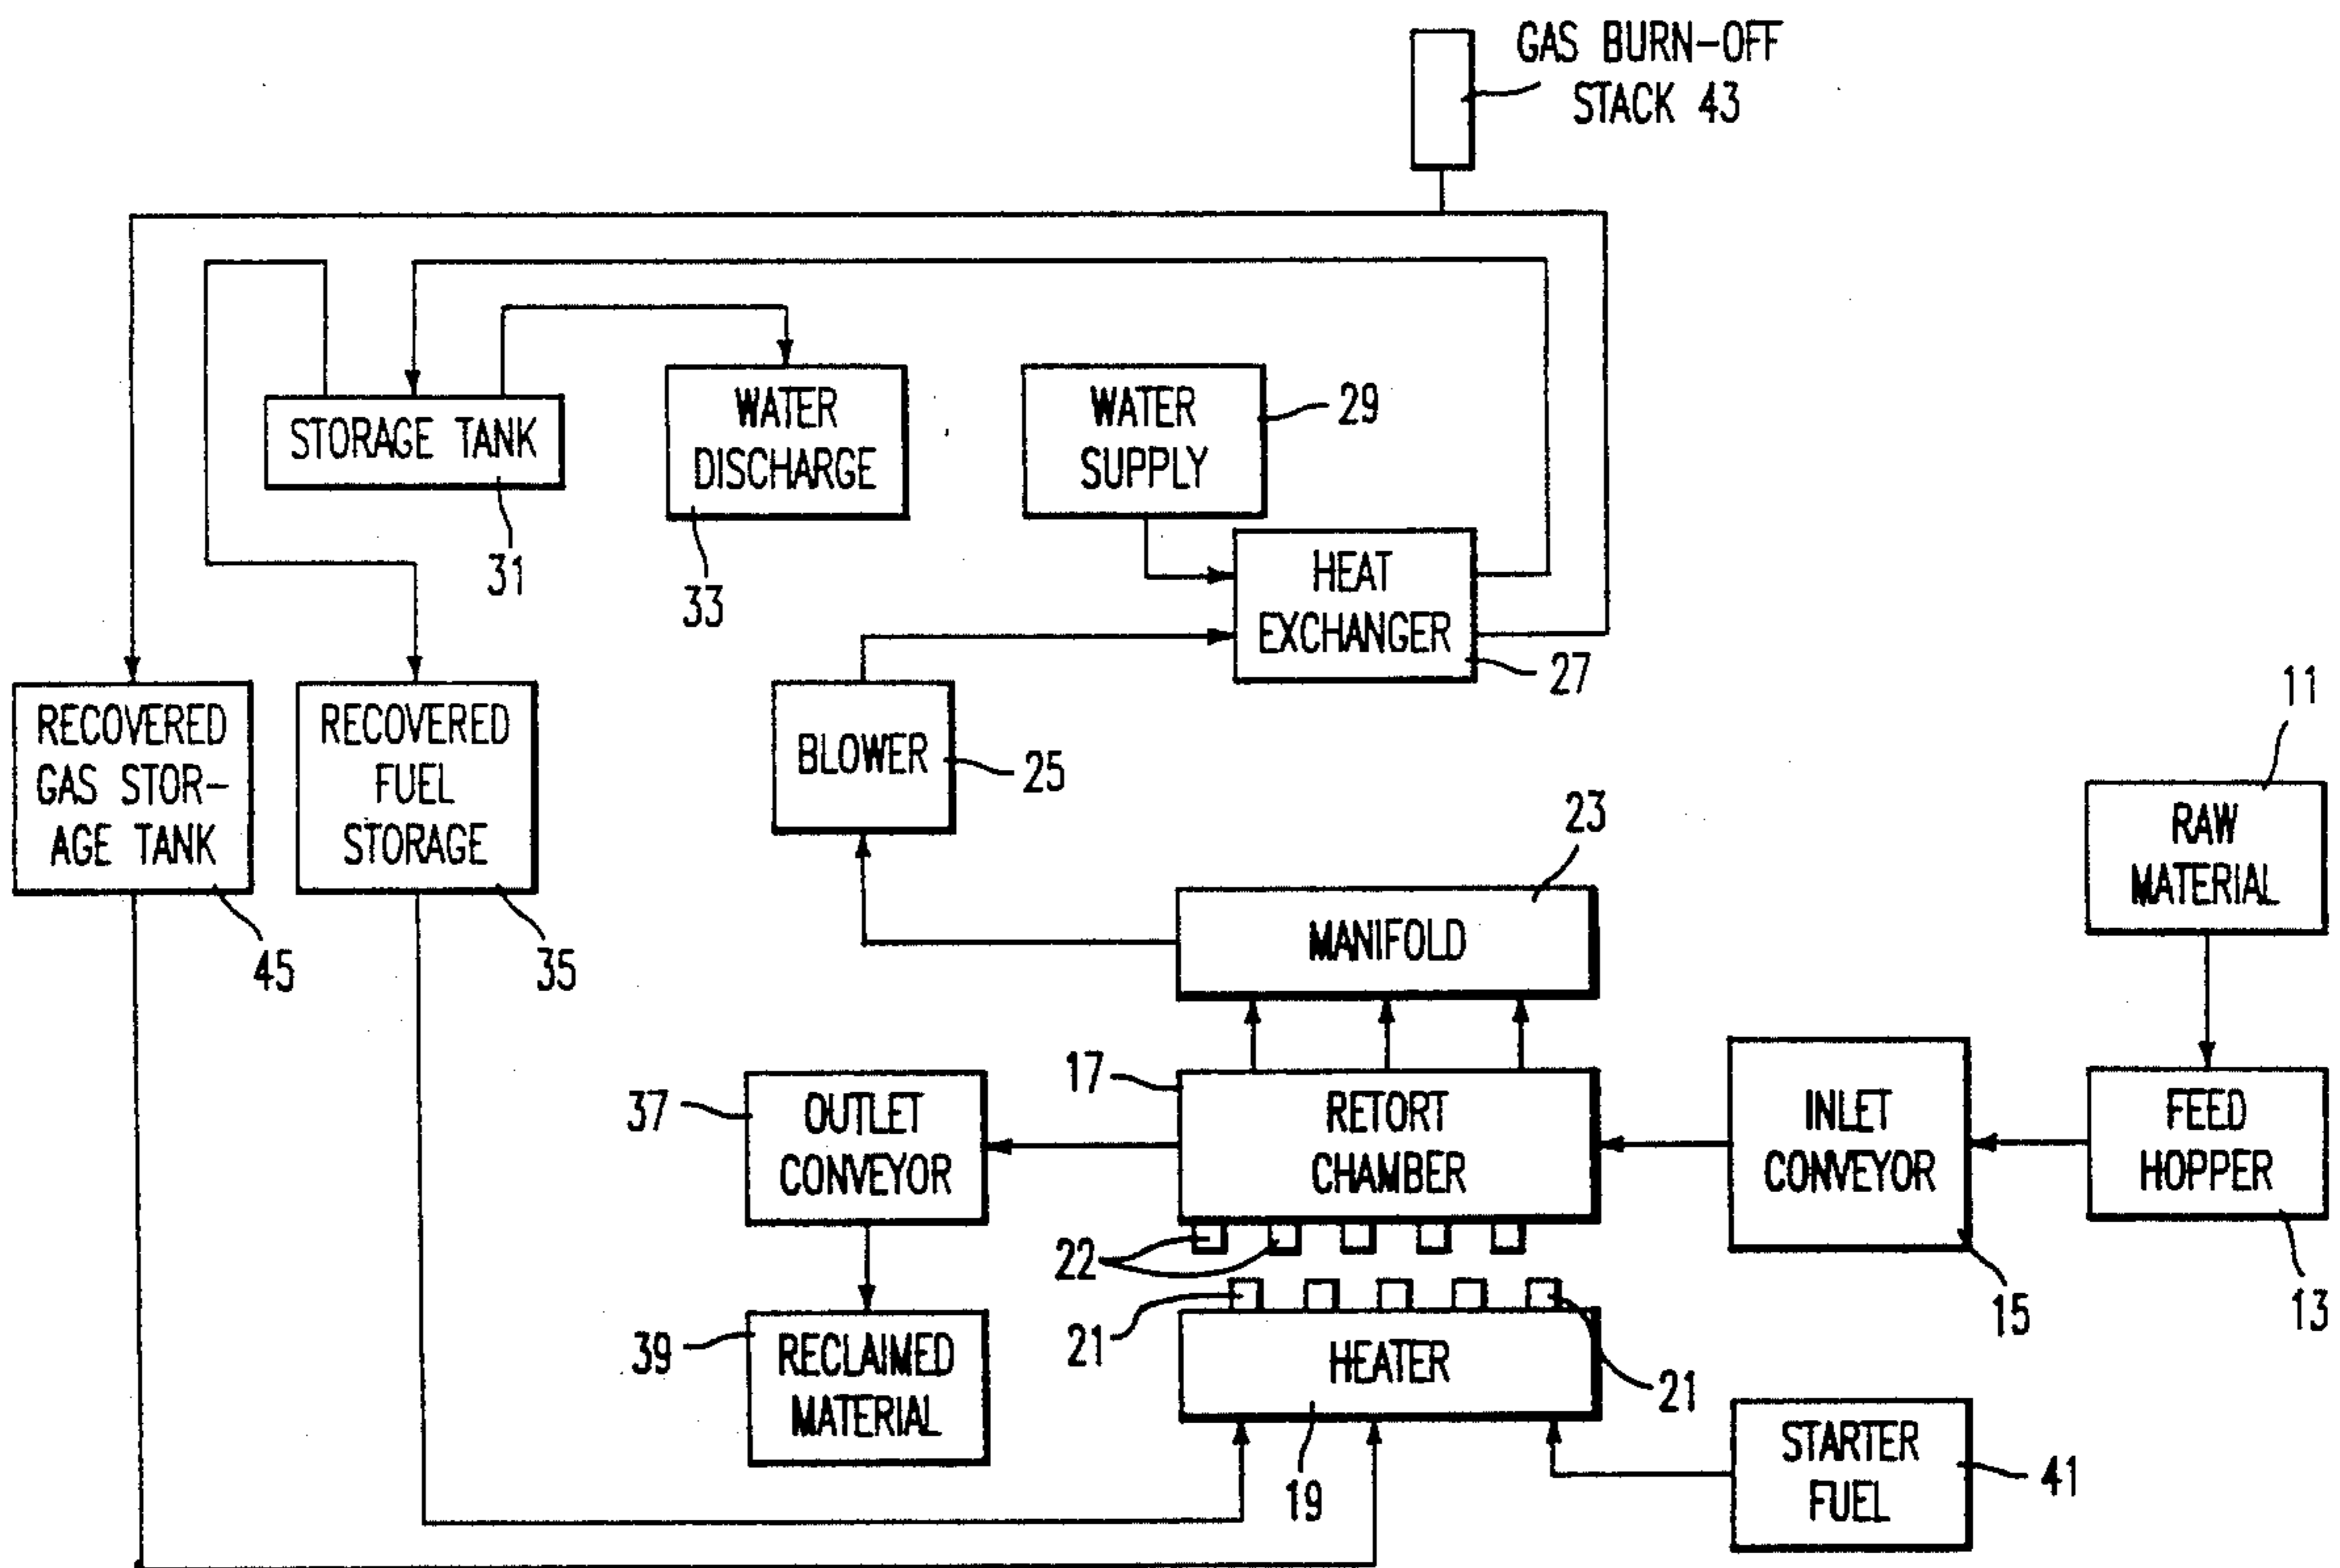 GAS BURN-OFF
STACK 43
STORAGE TANK
31
WATER
DISCHARGE
33
WATER
SUPPLY
29
HEAT
EXCHANGER
27
RECOVERED
GAS STOR-
AGE TANK
45
RECOVERED
FUEL
STORAGE
35
BLOWER
25
11
RAW
MATERIAL
23
MANIFOLD
17
RETORT
CHAMBER
37
OUTLET
CONVEYOR
INLET
CONVEYOR
15
FEED
HOPPER
13
22
21
21
39
RECLAIMED
MATERIAL
HEATER
19
STARTER
FUEL
41